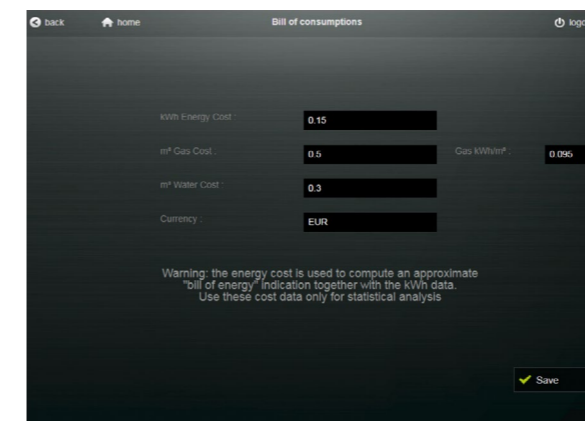 back home Bill of consumptions logo
kWh Energy Cost : 0.15
m³ Gas Cost : 0.5 Gas kWh/m³ : 0.095
m³ Water Cost : 0.3
Currency : EUR
Warning: the energy cost is used to compute an approximate
"bill of energy" indication together with the kWh data.
Use these cost data only for statistical analysis
Save